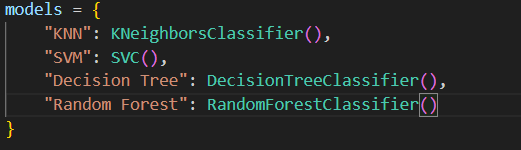 models = {
    "KNN": KNeighborsClassifier(),
    "SVM": SVC(),
    "Decision Tree": DecisionTreeClassifier(),
    "Random Forest": RandomForestClassifier()
}